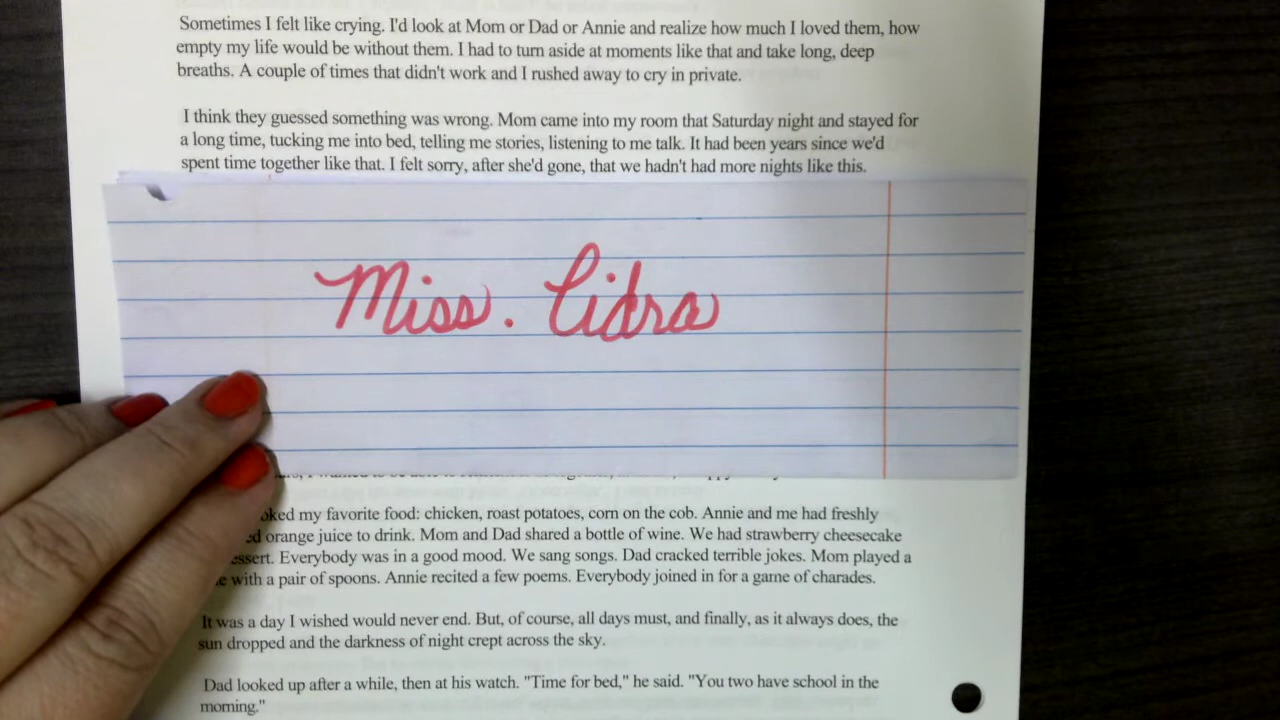 Sometimes I felt like crying. I'd look at Mom or Dad or Annie and realize how much I loved them, how
empty my life would be without them. I had to turn aside at moments like that and take long, deep
breaths. A couple of times that didn't work and I rushed away to cry in private.
I think they guessed something was wrong. Mom came into my room that Saturday night and stayed for
a long time, tucking me into bed, telling me stories, listening to me talk. It had been years since we'd
spent time together like that. I felt sorry, after she'd gone, that we hadn't had more nights like this.
Miss. Cidra
my favorite food: chicken, roast potatoes, corn on the cob. Annie and me had freshly
orange juice to drink. Mom and Dad shared a bottle of wine. We had strawberry cheesecake
Everybody was in a good mood. We sang songs. Dad cracked terrible jokes. Mom played a
with a pair of spoons. Annie recited a few poems. Everybody joined in for a game of charades.
It was a day I wished would never end. But, of course, all days must, and finally, as it always does, the
sun dropped and the darkness of night crept across the sky.
Dad looked up after a while, then at his watch. "Time for bed," he said. "You two have school in the
morning."